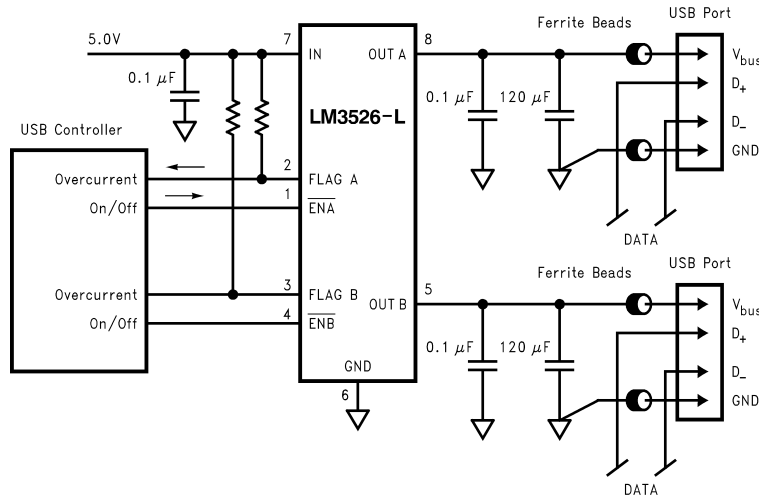 Ferrite Beads
USB Port
5.0V
7
IN
OUT A
8
Vbus
D+
0.1 μF
0.1 μF
120 μF
LM3526-L
D−
USB Controller
GND
Overcurrent
2
FLAG A
1
On/Off
ENA
DATA
Ferrite Beads
USB Port
Overcurrent
3
FLAG B
OUT B
5
Vbus
On/Off
4
ENB
D+
0.1 μF
120 μF
GND
D−
6
GND
DATA